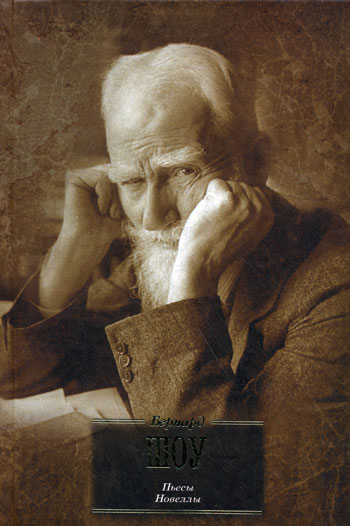 Бернард
ШОУ
Пьесы
Новеллы